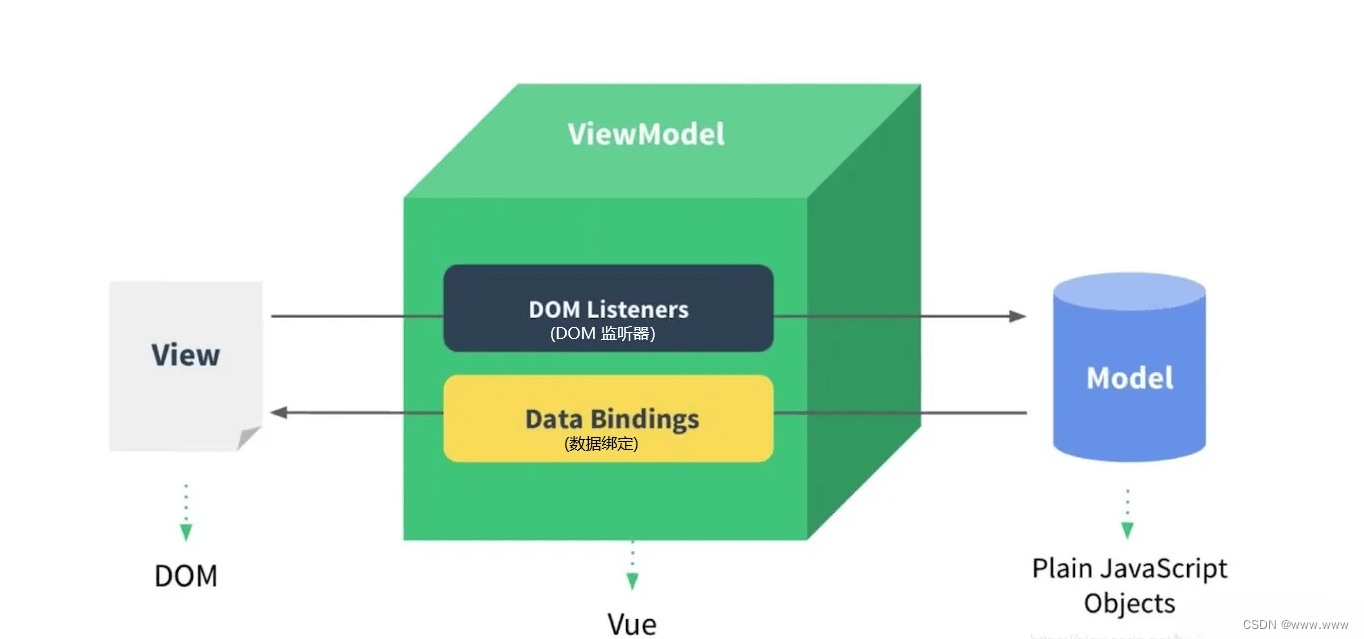 ViewModel
DOM Listeners
(DOM 监听器)
View
Model
Data Bindings
(数据绑定)
DOM
Vue
Plain JavaScript
Objects
CSDN @www.www